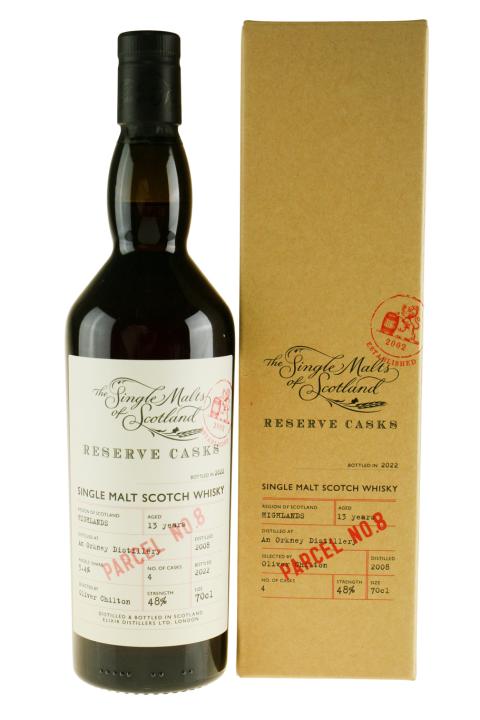 The Single Malts
of Scotland
2002
RESERVE CASKS
BOTTLED IN 2022
SINGLE MALT SCOTCH WHISKY
REGION OF SCOTLAND
HIGHLANDS
AGED
13 years
DISTILLED AT
An Orkney Distillery
DISTILLED
2008
PARCEL NO.8
NO. OF CASKS
4
BOTTLED
2022
SELECTED BY
Oliver Chilton
STRENGTH
48%
SIZE
70cl
DISTILLED & BOTTLED IN SCOTLAND
ELIXIR DISTILLERS LTD. LONDON
2002
ESTABLISHED
The Single Malts
of Scotland
RESERVE CASKS
BOTTLED IN 2022
SINGLE MALT SCOTCH WHISKY
REGION OF SCOTLAND
HIGHLANDS
AGED
13 years
DISTILLED AT
An Orkney Distillery
PARCEL NO.8
SELECTED BY
Oliver Chilton
DISTILLED
2008
NO. OF CASKS
4
STRENGTH
48%
SIZE
70cl